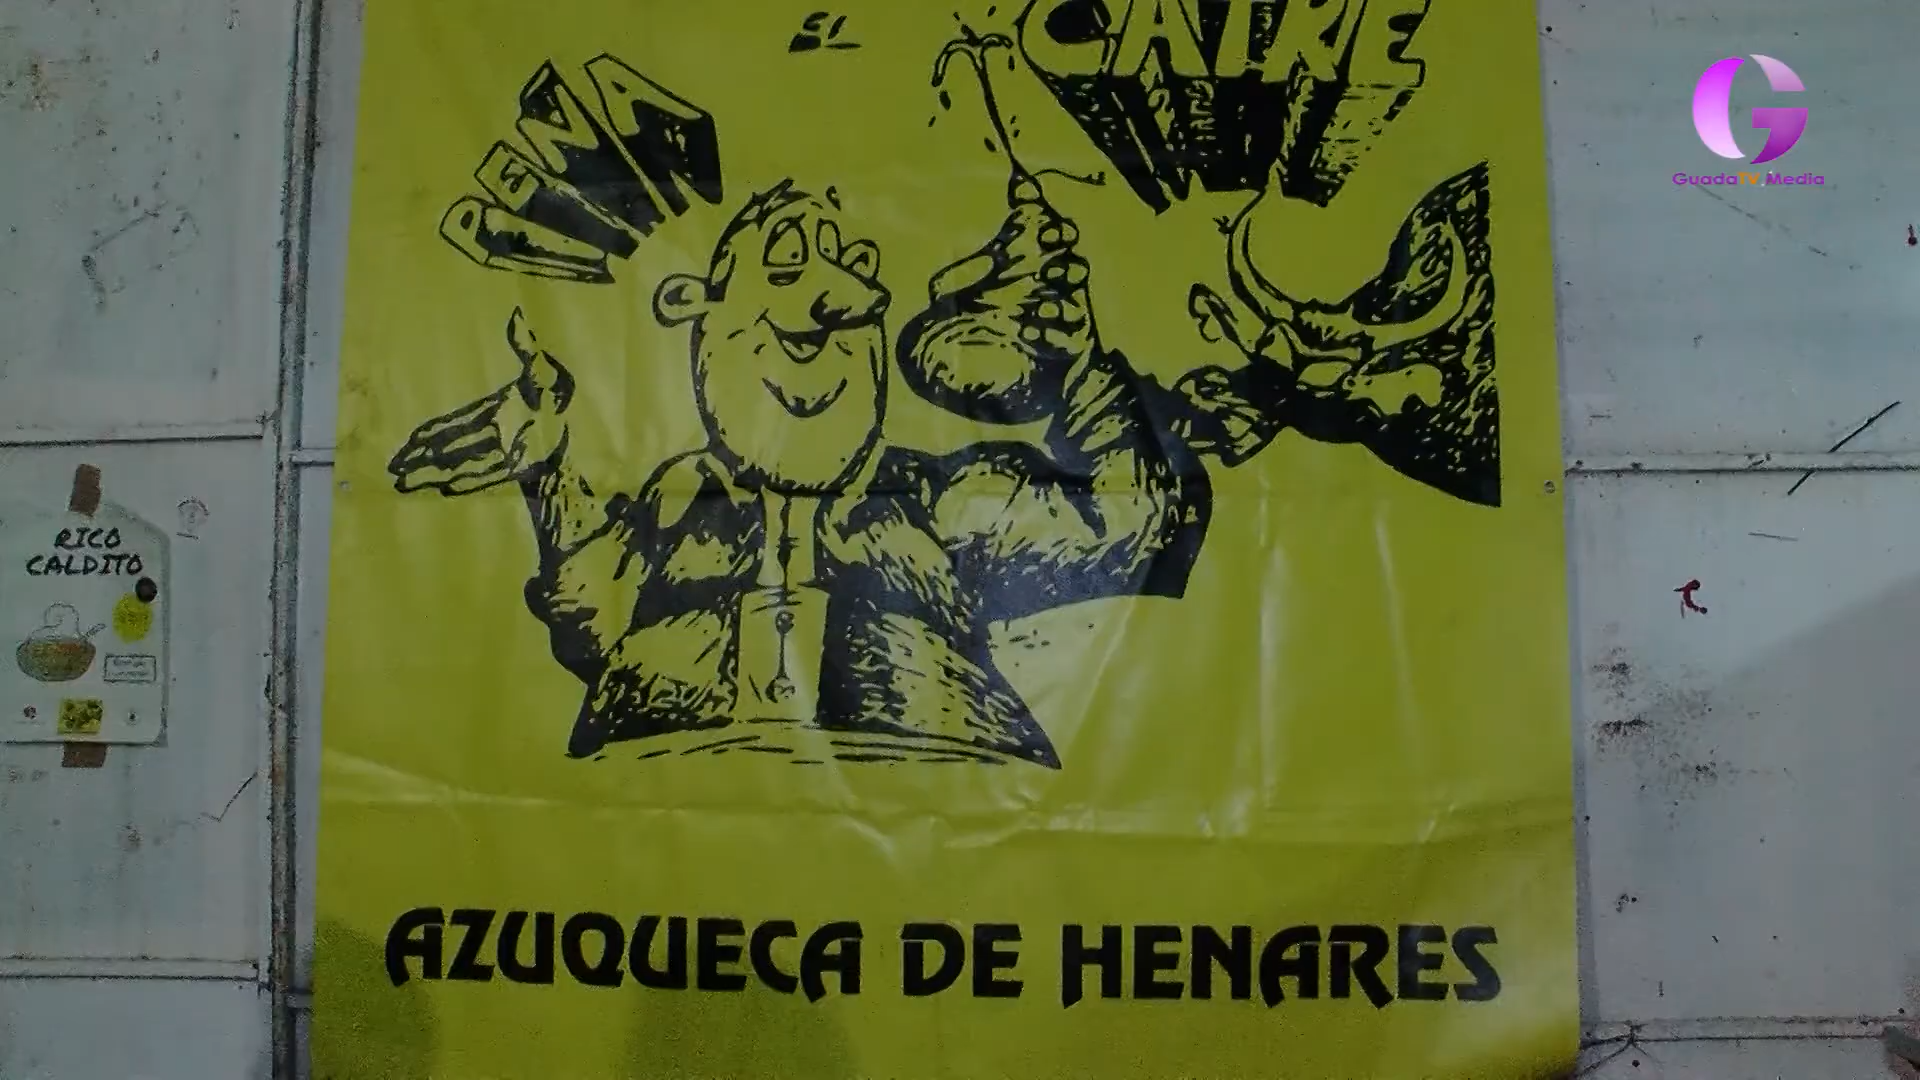 EL
CATRE
PEÑA
GuadaTV Media
RICO
CALDITO
AZUQUECA DE HENARES